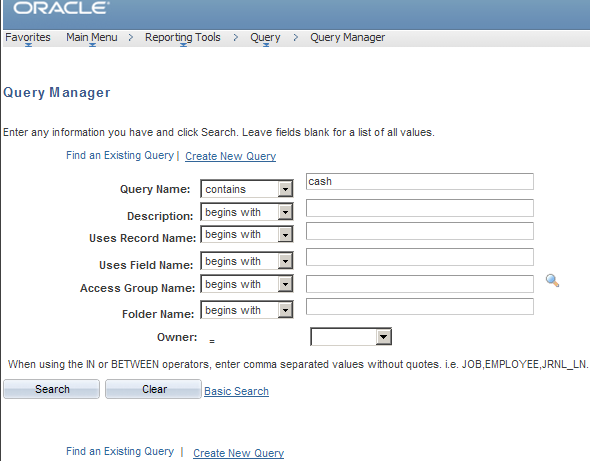 ORACLE
Favorites Main Menu > Reporting Tools > Query > Query Manager
Query Manager
Enter any information you have and click Search. Leave fields blank for a list of all values.
Find an Existing Query | Create New Query
Query Name: contains cash
Description: begins with
Uses Record Name: begins with
Uses Field Name: begins with
Access Group Name: begins with
Folder Name: begins with
Owner: =
When using the IN or BETWEEN operators, enter comma separated values without quotes. i.e. JOB,EMPLOYEE,JRNL_LN.
Search Clear Basic Search
Find an Existing Query | Create New Query